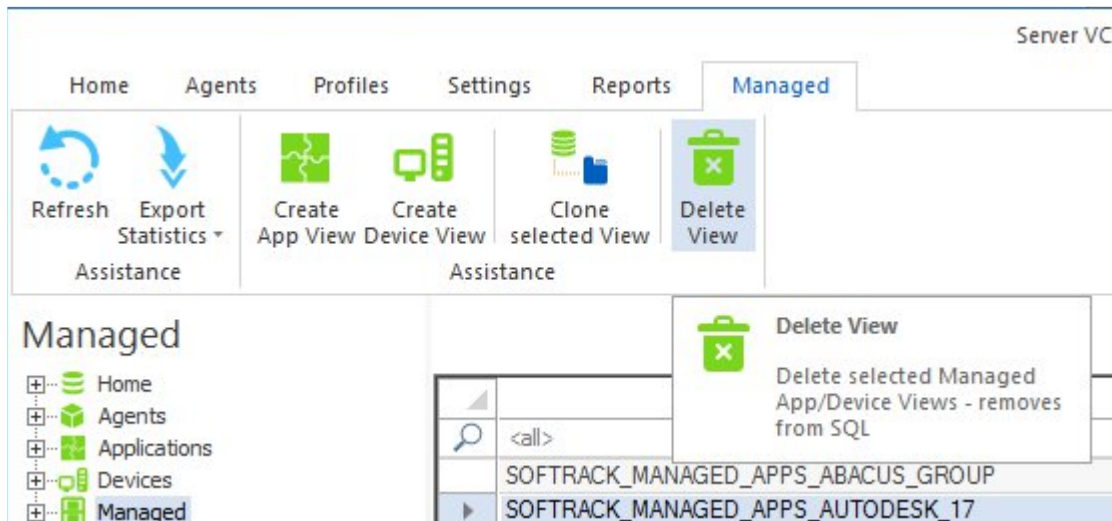 Server VC
Home Agents Profiles Settings Reports Managed
Refresh Export Statistics Create App View Create Device View Clone selected View Delete View
Assistance Assistance
Managed
Home
Agents
Applications
Devices
Managed
Delete View
Delete selected Managed
App/Device Views - removes
from SQL
<all>
SOFTRACK_MANAGED_APPS_ABACUS_GROUP
SOFTRACK_MANAGED_APPS_AUTODESK_17